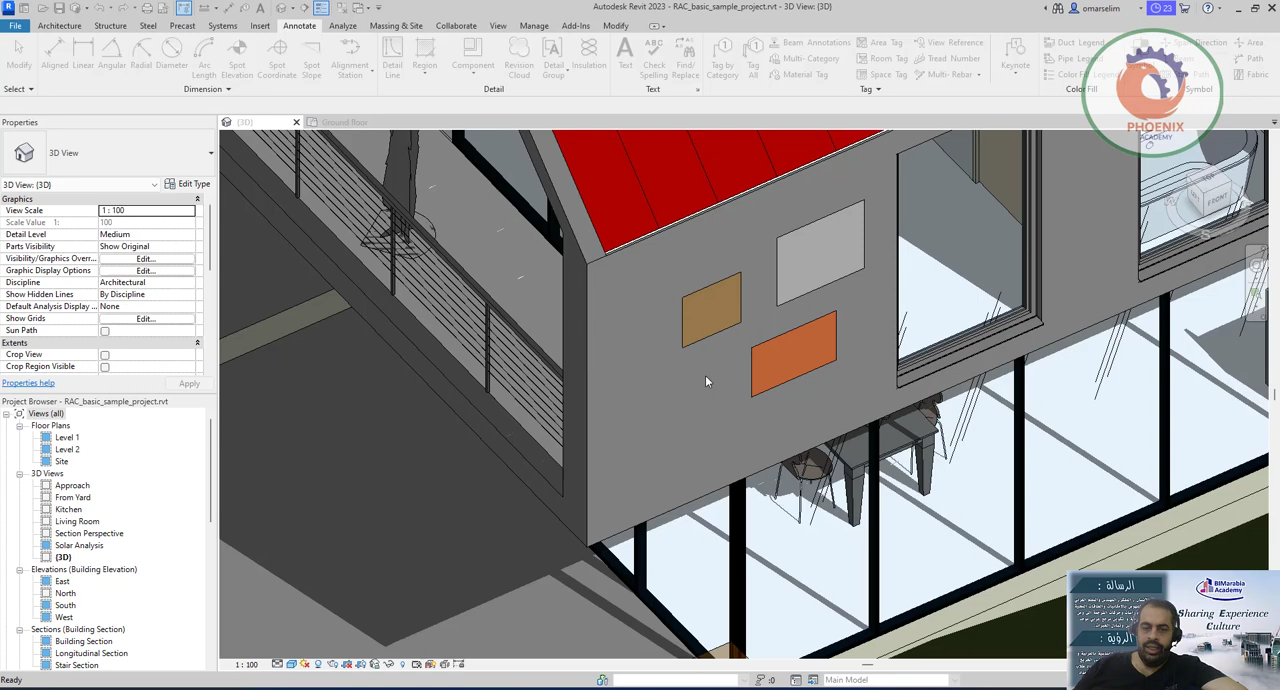 Autodesk Revit 2023 - RAC_basic_sample_project.rvt - 3D View: {3D}
omarselim
23
File Architecture Structure Steel Precast Systems Insert Annotate Analyze Massing & Site Collaborate View Manage Add-Ins Modify
Modify Aligned Linear Angular Radial Diameter Arc Length Spot Elevation Spot Coordinate Spot Slope Alignment Station
Detail Line Region Component Revision Cloud Detail Group Insulation
Text Check Spelling Find/ Replace
Tag by Category Tag All
Beam Annotations Area Tag View Reference
Multi- Category Room Tag Tread Number
Material Tag Space Tag Multi- Rebar
Keynote
Duct Legend Direction Area
Pipe Path
Color Fabric
Select Dimension Detail Text Tag Color Fill Symbol
PHOENIX
ACADEMY
Properties
{3D} Ground floor
3D View
3D View: {3D} Edit Type
Graphics
View Scale 1 : 100
Scale Value 1: 100
Detail Level Medium
Parts Visibility Show Original
Visibility/Graphics Overr... Edit...
Graphic Display Options Edit...
Discipline Architectural
Show Hidden Lines By Discipline
Default Analysis Display ... None
Show Grids Edit...
Sun Path
Extents
Crop View
Crop Region Visible
Properties help Apply
Project Browser - RAC_basic_sample_project.rvt
Views (all)
Floor Plans
Level 1
Level 2
Site
3D Views
Approach
From Yard
Kitchen
Living Room
Section Perspective
Solar Analysis
{3D}
Elevations (Building Elevation)
East
North
South
West
Sections (Building Section)
Building Section
Longitudinal Section
Stair Section
FRONT
1 : 100
Ready
:0
Main Model
الرسالة :
الرؤية :
BIMarabia
Academy
Sharing Experience
Culture